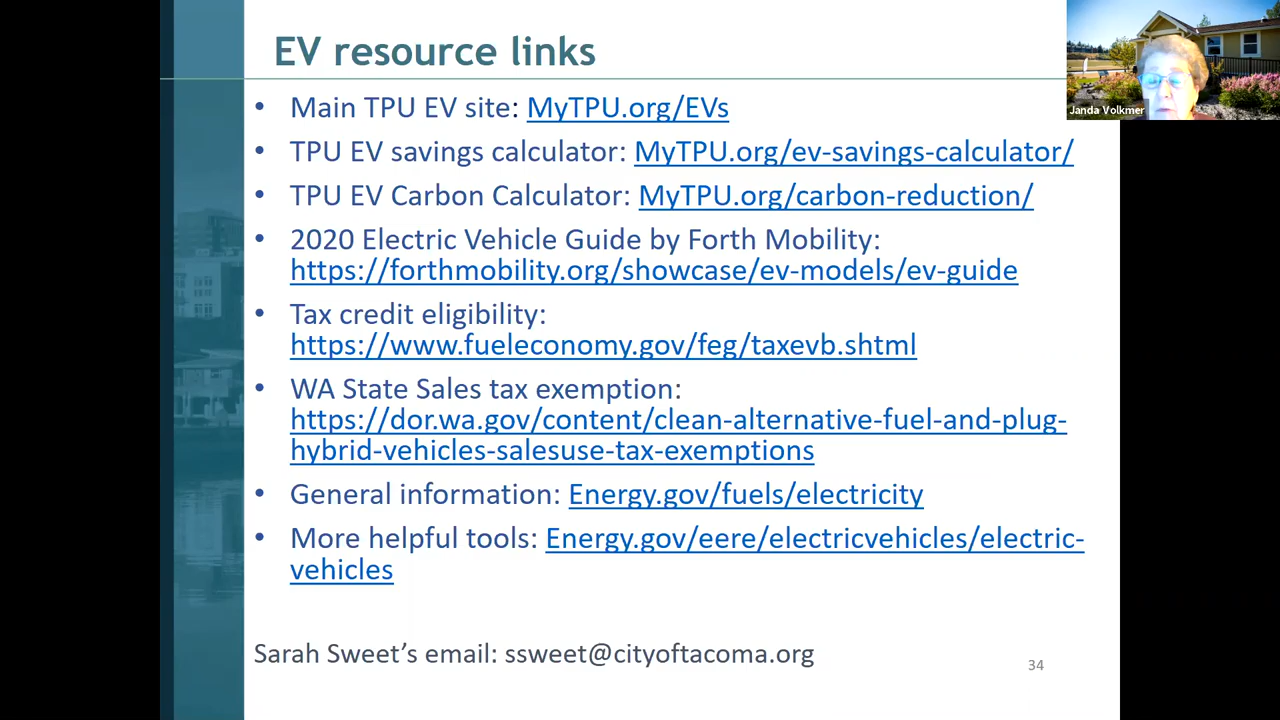 EV resource links
Janda Volkmer
• Main TPU EV site: MyTPU.org/EVs
• TPU EV savings calculator: MyTPU.org/ev-savings-calculator/
• TPU EV Carbon Calculator: MyTPU.org/carbon-reduction/
• 2020 Electric Vehicle Guide by Forth Mobility:
https://forthmobility.org/showcase/ev-models/ev-guide
• Tax credit eligibility:
https://www.fueleconomy.gov/feg/taxevb.shtml
• WA State Sales tax exemption:
https://dor.wa.gov/content/clean-alternative-fuel-and-plug-
hybrid-vehicles-salesuse-tax-exemptions
• General information: Energy.gov/fuels/electricity
• More helpful tools: Energy.gov/eere/electricvehicles/electric-
vehicles
Sarah Sweet’s email: ssweet@cityoftacoma.org
34